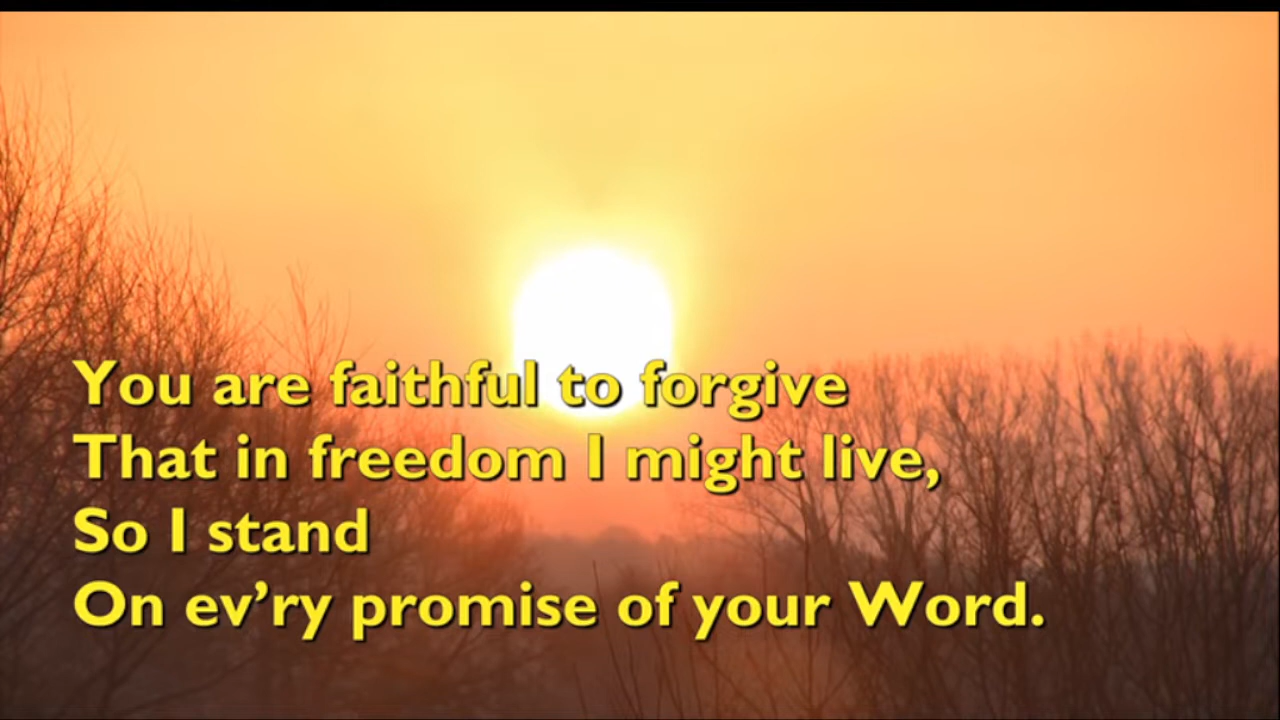 You are faithful to forgive
That in freedom I might live,
So I stand
On ev’ry promise of your Word.